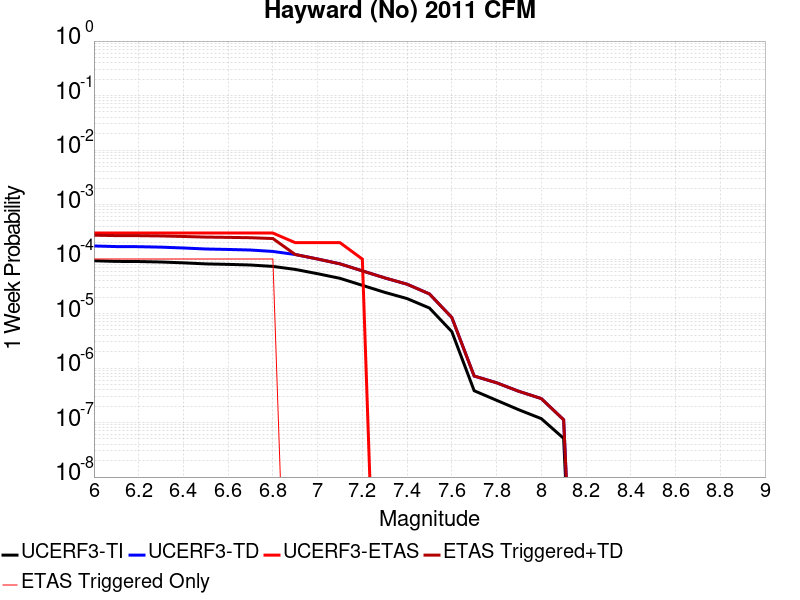 Hayward (No) 2011 CFM
10 0
10 -1
10 -2
10 -3
10 -4
10 -5
10 -6
10 -7
10 -8
1 Week Probability
6 6.2 6.4 6.6 6.8 7 7.2 7.4 7.6 7.8 8 8.2 8.4 8.6 8.8 9
Magnitude
UCERF3-TI UCERF3-TD UCERF3-ETAS ETAS Triggered+TD
ETAS Triggered Only